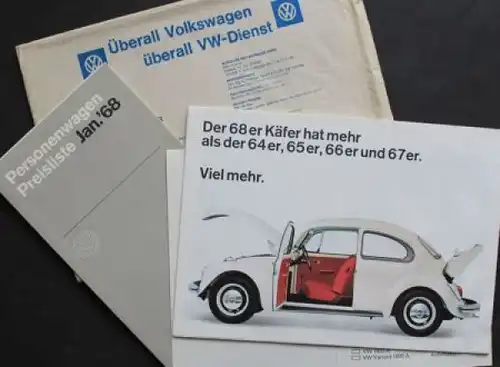 Überall Volkswagen
überall VW-Dienst
Personenwagen
Preisliste Jan.'68
Der 68er Käfer hat mehr
als der 64er, 65er, 66er und 67er.
Viel mehr.